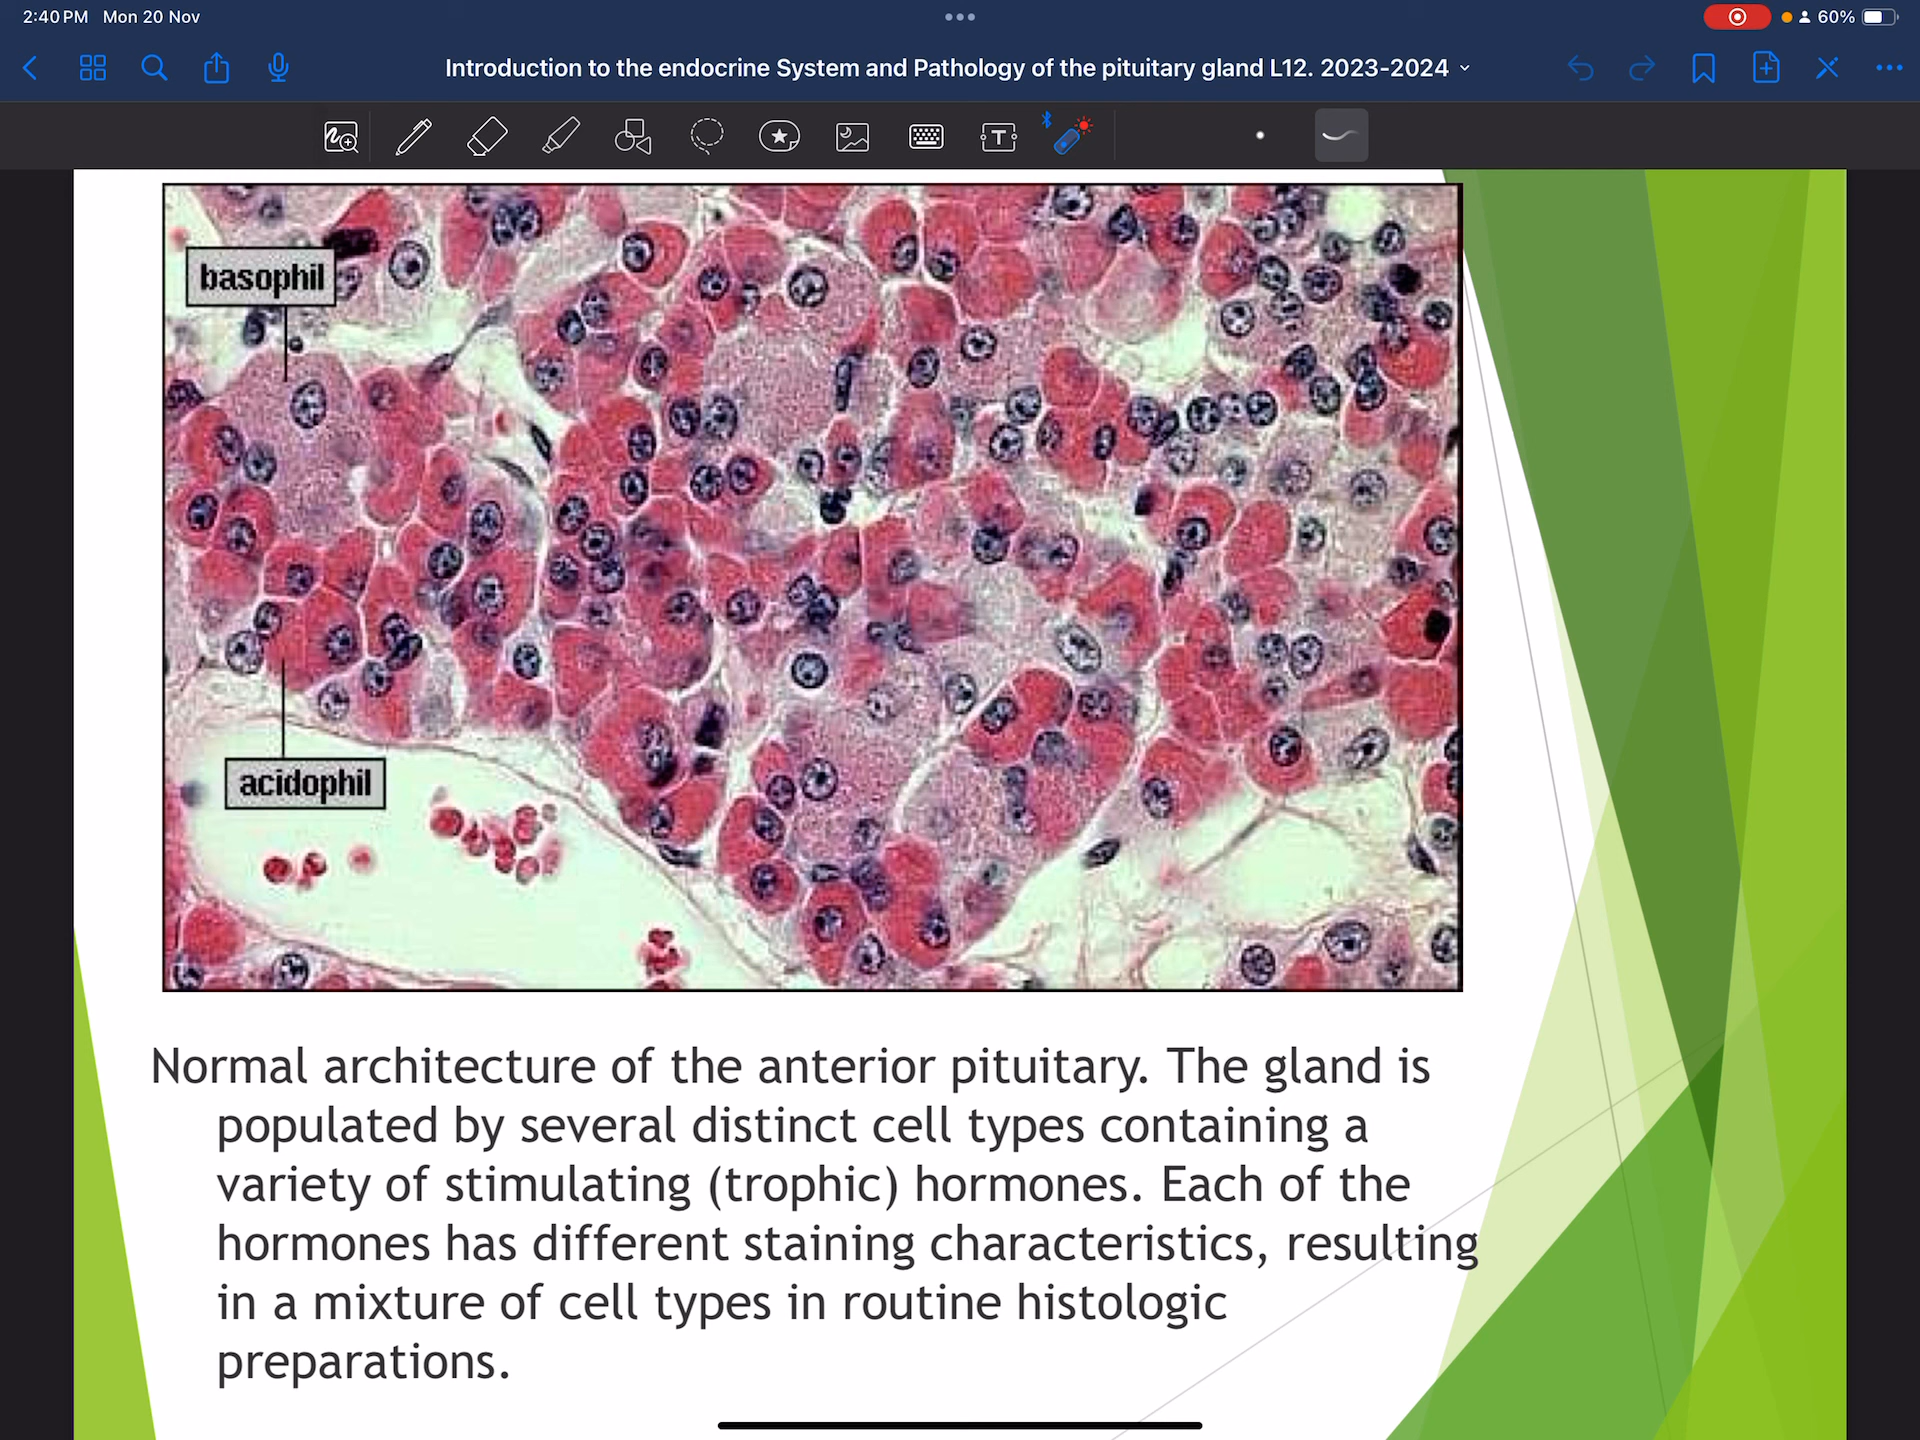 2:40 PM Mon 20 Nov
60%
Introduction to the endocrine System and Pathology of the pituitary gland L12. 2023-2024
T
basophil
acidophil
Normal architecture of the anterior pituitary. The gland is
populated by several distinct cell types containing a
variety of stimulating (trophic) hormones. Each of the
hormones has different staining characteristics, resulting
in a mixture of cell types in routine histologic
preparations.